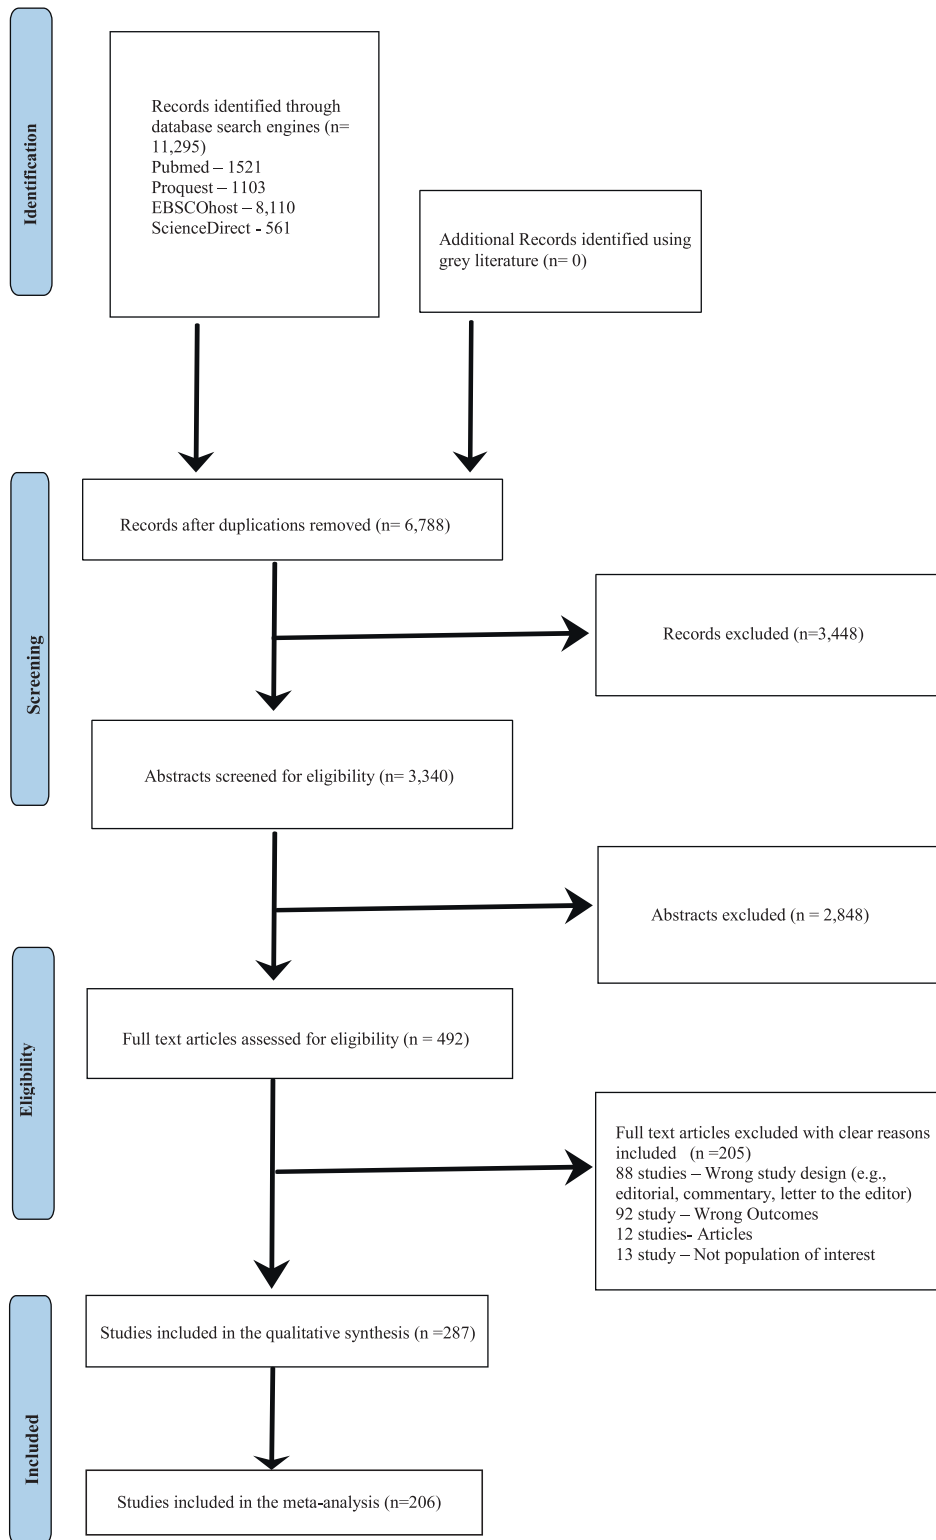 Identification
Records identified through
database search engines (n=
11,295)
Pubmed – 1521
Proquest – 1103
EBSCOhost – 8,110
ScienceDirect - 561
Additional Records identified using
grey literature (n= 0)
Screening
Records after duplications removed (n= 6,788)
Records excluded (n=3,448)
Abstracts screened for eligibility (n= 3,340)
Abstracts excluded (n = 2,848)
Eligibility
Full text articles assessed for eligibility (n = 492)
Full text articles excluded with clear reasons
included (n =205)
88 studies – Wrong study design (e.g.,
editorial, commentary, letter to the editor)
92 study – Wrong Outcomes
12 studies- Articles
13 study – Not population of interest
Included
Studies included in the qualitative synthesis (n =287)
Studies included in the meta-analysis (n=206)